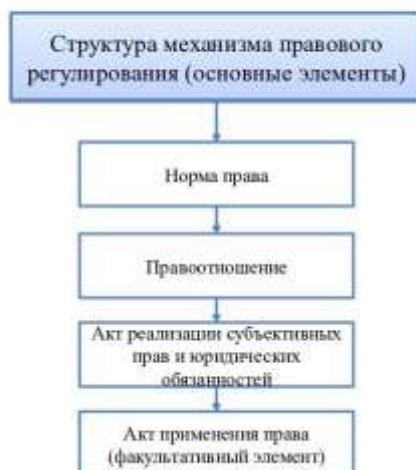 Структура механизма правового
регулирования (основные элементы)
Норма права
Правоотношение
Акт реализации субъективных
прав и юридических
обязанностей
Акт применения права
(факультативный элемент)